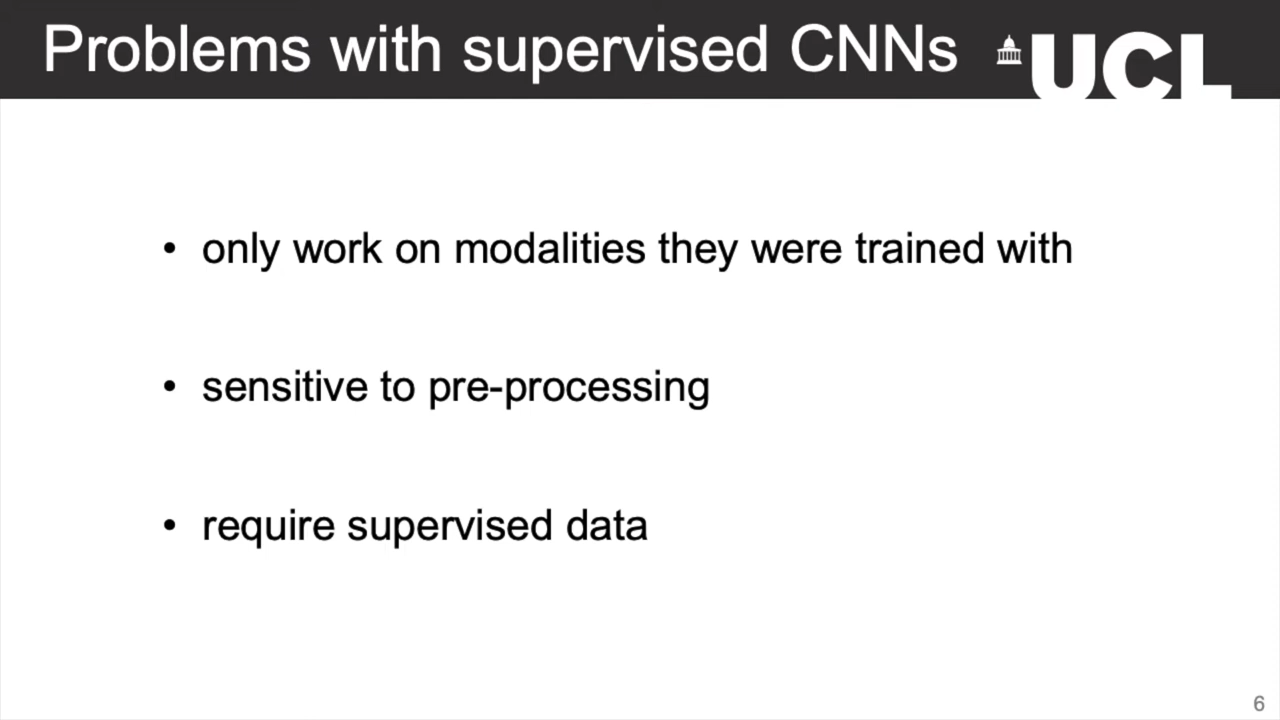 Problems with supervised CNNs
UCL
• only work on modalities they were trained with
• sensitive to pre-processing
• require supervised data
6